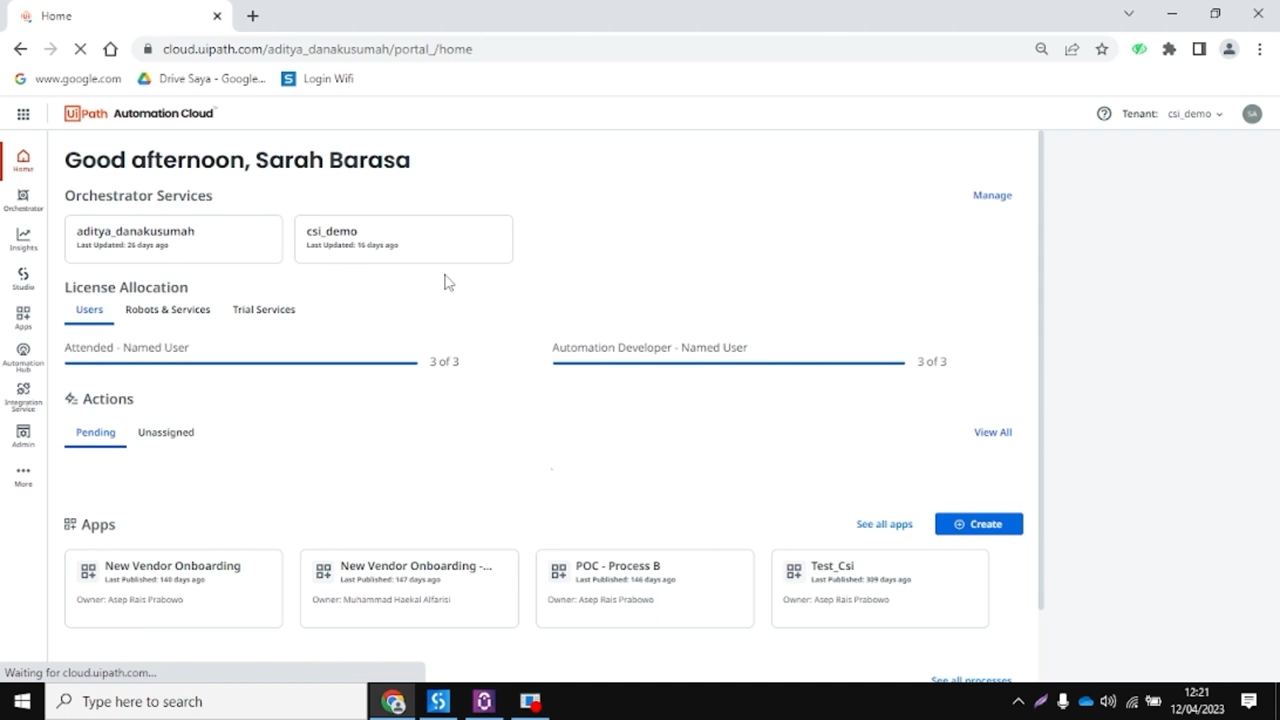 Home
cloud.uipath.com/aditya_danakusumah/portal_/home
www.google.com
Drive Saya - Google...
Login Wifi
UiPath Automation Cloud
Tenant: csi_demo
SA
Home
Orchestrator
Insights
Studio
Apps
Automation
Hub
Integration
Service
Admin
More
Good afternoon, Sarah Barasa
Orchestrator Services
Manage
aditya_danakusumah
Last Updated: 26 days ago
csi_demo
Last Updated: 16 days ago
License Allocation
Users
Robots & Services
Trial Services
Attended - Named User
3 of 3
Automation Developer - Named User
3 of 3
Actions
Pending
Unassigned
View All
Apps
See all apps
Create
New Vendor Onboarding
Last Published: 140 days ago
Owner: Asep Rais Prabowo
New Vendor Onboarding -...
Last Published: 147 days ago
Owner: Muhammad Haekal Alfarisi
POC - Process B
Last Published: 146 days ago
Owner: Asep Rais Prabowo
Test_Csi
Last Published: 309 days ago
Owner: Asep Rais Prabowo
See all processes
Waiting for cloud.uipath.com...
Type here to search
12:21
12/04/2023